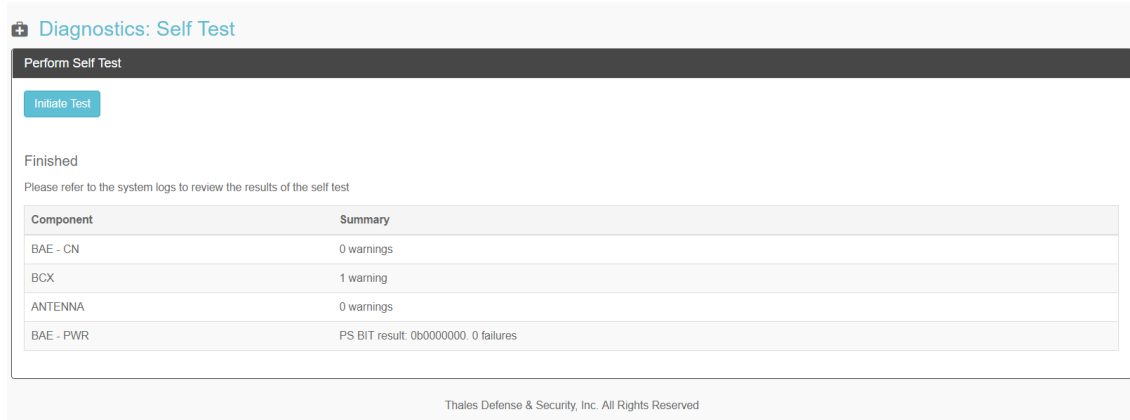 Diagnostics: Self Test
Perform Self Test
Initiate Test
Finished
Please refer to the system logs to review the results of the self test
Component Summary
BAE - CN 0 warnings
BCX 1 warning
ANTENNA 0 warnings
BAE - PWR PS BIT result: 0b0000000. 0 failures
Thales Defense & Security, Inc. All Rights Reserved